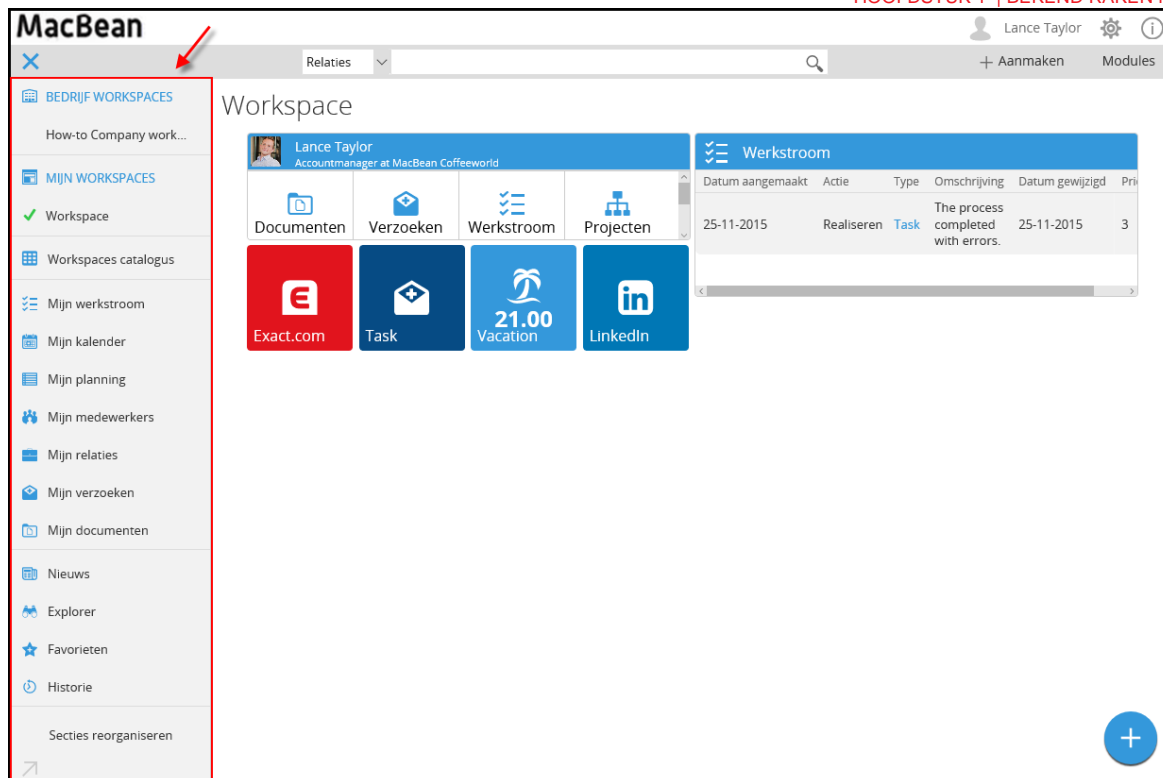 MacBean
Lance Taylor
Relaties
Aanmaken
Modules
BEDRIJF WORKSPACES
How-to Company work...
MIJN WORKSPACES
Workspace
Workspaces catalogus
Mijn werkstroom
Mijn kalender
Mijn planning
Mijn medewerkers
Mijn relaties
Mijn verzoeken
Mijn documenten
Nieuws
Explorer
Favorieten
Historie
Secties reorganiseren
Workspace
Lance Taylor
Accountmanager at MacBean Coffeeworld
Documenten
Verzoeken
Werkstroom
Projecten
Exact.com
Task
21.00
Vacation
in
LinkedIn
Werkstroom
Datum aangemaakt Actie Type Omschrijving Datum gewijzigd
25-11-2015 Realiseren Task The process completed with errors. 25-11-2015 3